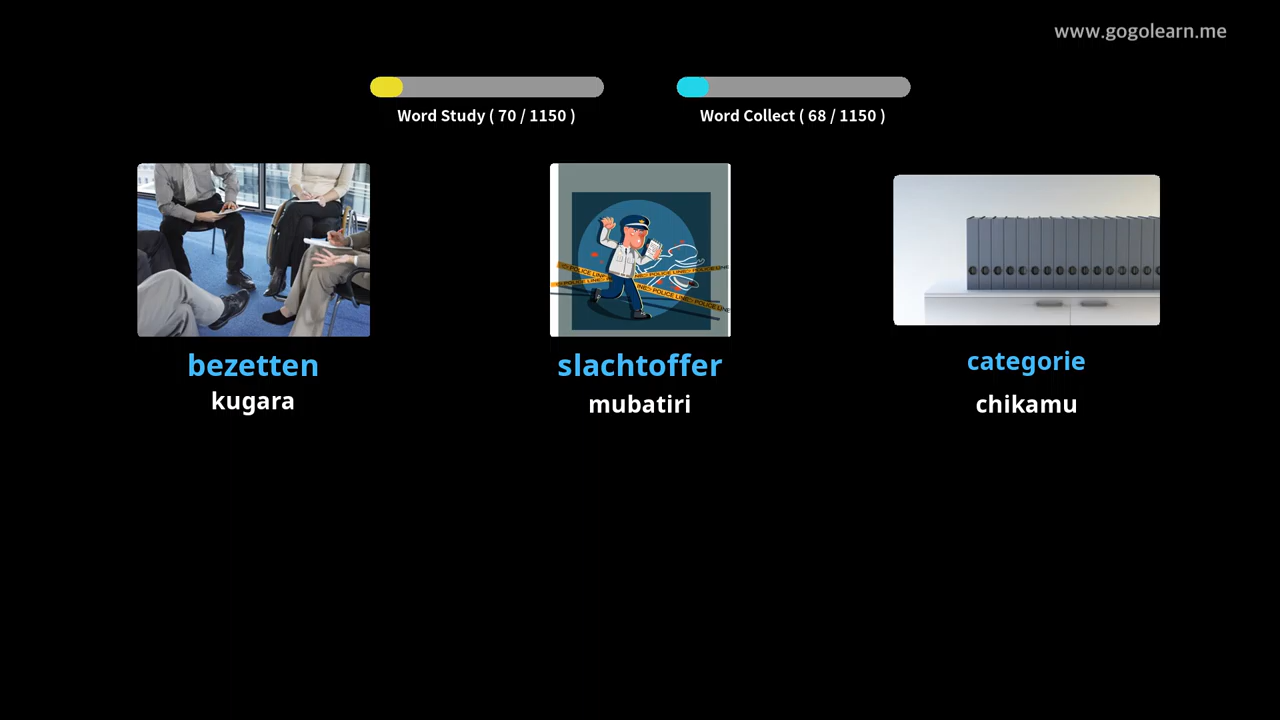 www.gogolearn.me
Word Study ( 70 / 1150 )
Word Collect ( 68 / 1150 )
bezetten
slachtoffer
categorie
kugara
mubatiri
chikamu